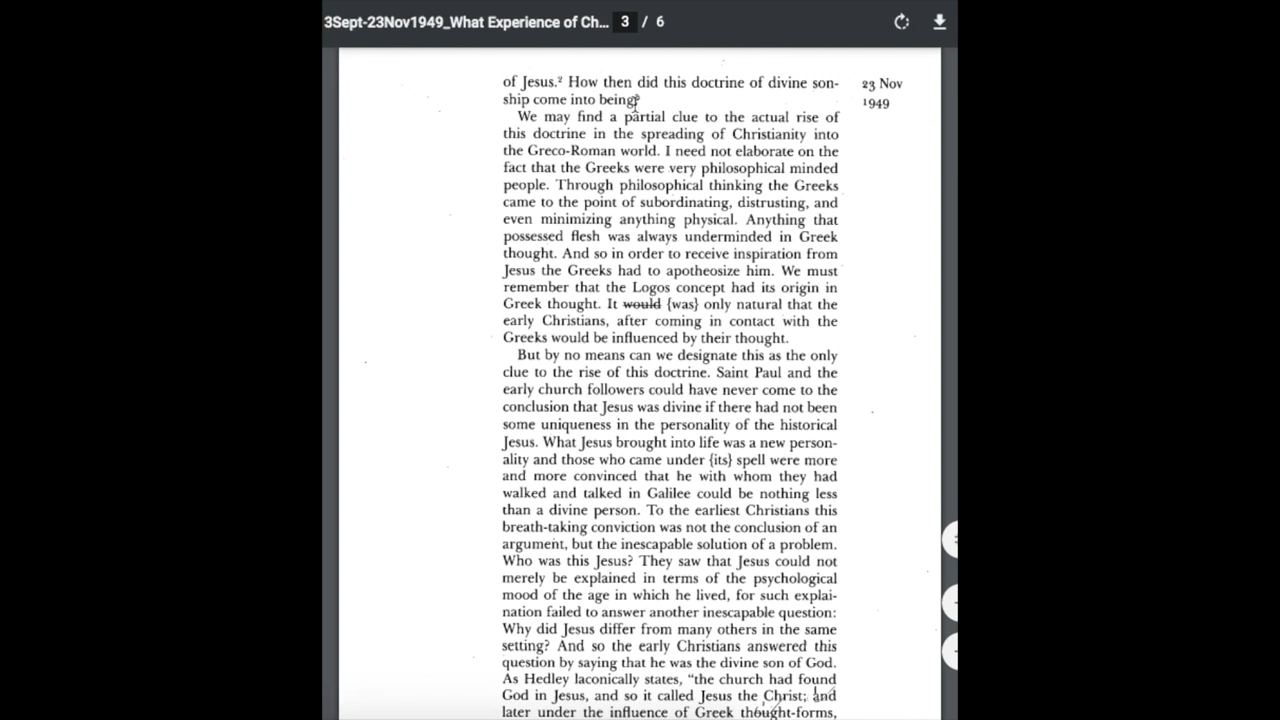 3Sept-23Nov1949_What Experience of Ch... 3 / 6
of Jesus.² How then did this doctrine of divine son-
ship come into being?
23 Nov
1949
We may find a partial clue to the actual rise of
this doctrine in the spreading of Christianity into
the Greco-Roman world. I need not elaborate on the
fact that the Greeks were very philosophical minded
people. Through philosophical thinking the Greeks
came to the point of subordinating, distrusting, and
even minimizing anything physical. Anything that
possessed flesh was always underminded in Greek
thought. And so in order to receive inspiration from
Jesus the Greeks had to apotheosize him. We must
remember that the Logos concept had its origin in
Greek thought. It would {was} only natural that the
early Christians, after coming in contact with the
Greeks would be influenced by their thought.
But by no means can we designate this as the only
clue to the rise of this doctrine. Saint Paul and the
early church followers could have never come to the
conclusion that Jesus was divine if there had not been
some uniqueness in the personality of the historical
Jesus. What Jesus brought into life was a new person-
ality and those who came under {its} spell were more
and more convinced that he with whom they had
walked and talked in Galilee could be nothing less
than a divine person. To the earliest Christians this
breath-taking conviction was not the conclusion of an
argument, but the inescapable solution of a problem.
Who was this Jesus? They saw that Jesus could not
merely be explained in terms of the psychological
mood of the age in which he lived, for such explai-
nation failed to answer another inescapable question:
Why did Jesus differ from many others in the same
setting? And so the early Christians answered this
question by saying that he was the divine son of God.
As Hedley laconically states, “the church had found
God in Jesus, and so it called Jesus the Christ; and
later under the influence of Greek thought-forms,